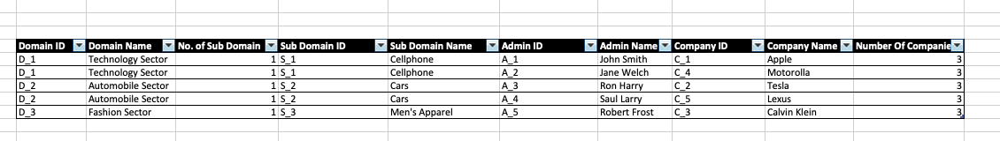 Domain ID Domain Name No. of Sub Domain Sub Domain ID Sub Domain Name Admin ID Admin Name Company ID Company Name Number Of Companie
D_1 Technology Sector 1 S_1 Cellphone A_1 John Smith C_1 Apple 3
D_1 Technology Sector 1 S_1 Cellphone A_2 Jane Welch C_4 Motorolla 3
D_2 Automobile Sector 1 S_2 Cars A_3 Ron Harry C_2 Tesla 3
D_2 Automobile Sector 1 S_2 Cars A_4 Saul Larry C_5 Lexus 3
D_3 Fashion Sector 1 S_3 Men's Apparel A_5 Robert Frost C_3 Calvin Klein 3